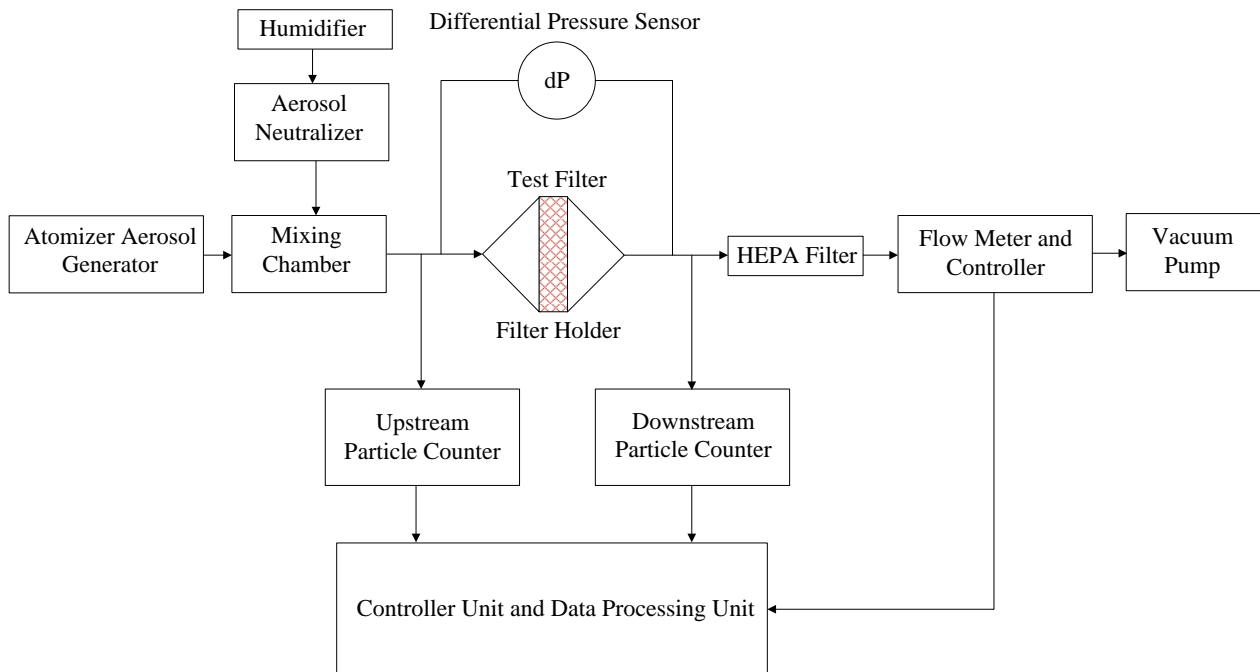 Humidifier
Differential Pressure Sensor
dP
Aerosol
Neutralizer
Test Filter
Atomizer Aerosol
Generator
Mixing
Chamber
HEPA Filter
Flow Meter and
Controller
Vacuum
Pump
Filter Holder
Upstream
Particle Counter
Downstream
Particle Counter
Controller Unit and Data Processing Unit